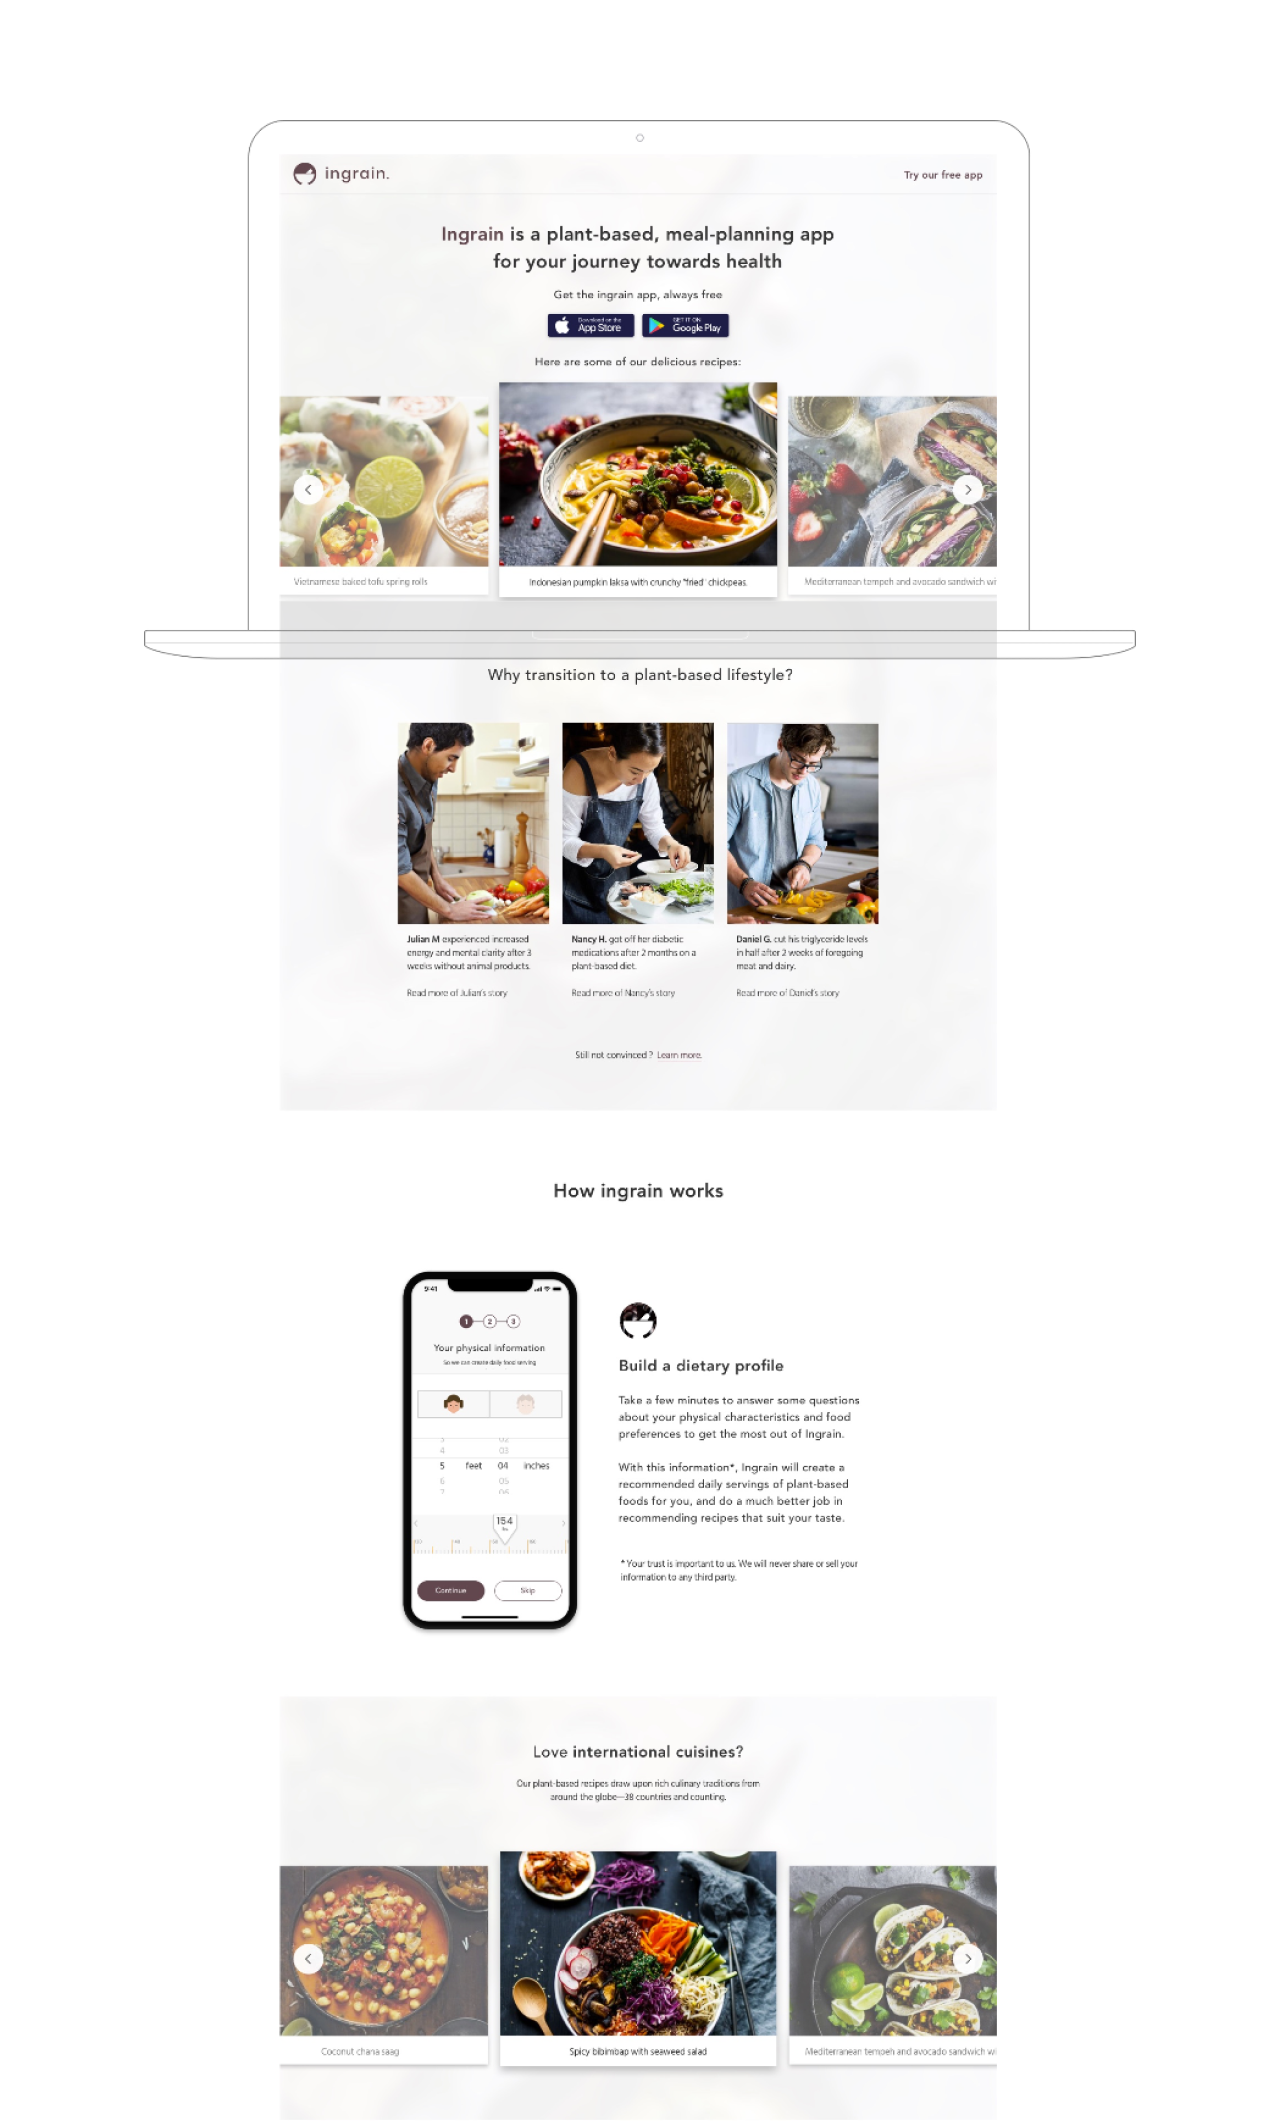 ingrain.
Try our free app
Ingrain is a plant-based, meal-planning app
for your journey towards health
Get the ingrain app, always free
Download on the
App Store
GET IT ON
Google Play
Here are some of our delicious recipes:
Vietnamese baked tofu spring rolls
Indonesian pumpkin laksa with crunchy "fried" chickpeas.
Mediterranean tempeh and avocado sandwich wi
Why transition to a plant-based lifestyle?
Julian M experienced increased
energy and mental clarity after 3
weeks without animal products.
Read more of Julian's story
Nancy H. got off her diabetic
medications after 2 months on a
plant-based diet.
Read more of Nancy's story
Daniel G. cut his triglyceride levels
in half after 2 weeks of foregoing
meat and dairy.
Read more of Daniel's story
Still not convinced ? Learn more.
How ingrain works
9:41
1 2 3
Your physical information
So we can create daily food serving
3 02
4 03
5 feet 04 inches
6 05
7 06
154
lbs
Continue
Skip
Build a dietary profile
Take a few minutes to answer some questions
about your physical characteristics and food
preferences to get the most out of Ingrain.
With this information*, Ingrain will create a
recommended daily servings of plant-based
foods for you, and do a much better job in
recommending recipes that suit your taste.
* Your trust is important to us. We will never share or sell your
information to any third party.
Love international cuisines?
Our plant-based recipes draw upon rich culinary traditions from
around the globe—38 countries and counting.
Coconut chana saag
Spicy bibimbap with seaweed salad
Mediterranean tempeh and avocado sandwich wi